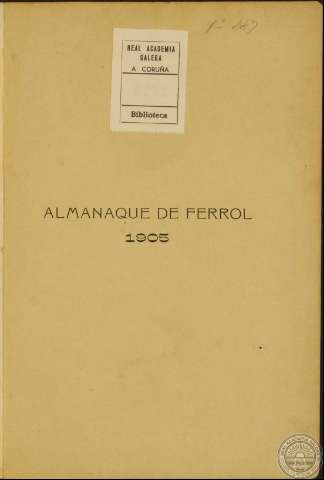 REAL ACADEMIA
GALEGA
A CORUÑA
Biblioteca
ALMANAQUE DE FERROL
1905